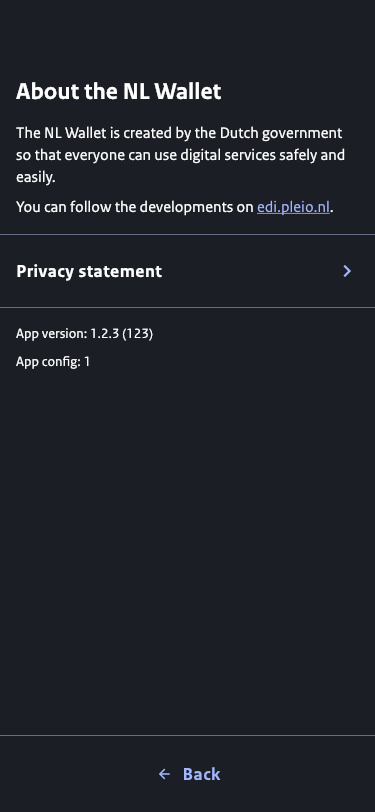 About the NL Wallet
The NL Wallet is created by the Dutch government
so that everyone can use digital services safely and
easily.
You can follow the developments on edi.pleio.nl.
Privacy statement
App version: 1.2.3 (123)
App config: 1
Back